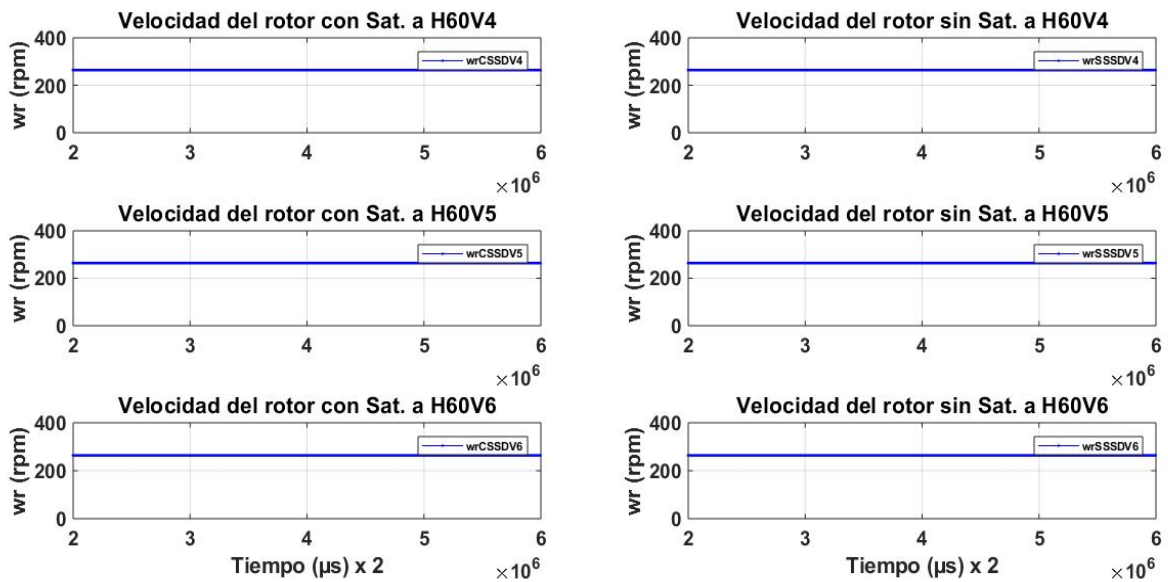 Velocidad del rotor con Sat. a H60V4
wr (rpm)
400
200
0
wrCSSDV4
2 3 4 5 6
×10^6
Velocidad del rotor sin Sat. a H60V4
wr (rpm)
400
200
0
wrSSSDV4
2 3 4 5 6
×10^6
Velocidad del rotor con Sat. a H60V5
wr (rpm)
400
200
0
wrCSSDV5
2 3 4 5 6
×10^6
Velocidad del rotor sin Sat. a H60V5
wr (rpm)
400
200
0
wrSSSDV5
2 3 4 5 6
×10^6
Velocidad del rotor con Sat. a H60V6
wr (rpm)
400
200
0
wrCSSDV6
2 3 4 5 6
Tiempo (µs) x 2
×10^6
Velocidad del rotor sin Sat. a H60V6
wr (rpm)
400
200
0
wrSSSDV6
2 3 4 5 6
Tiempo (µs) x 2
×10^6